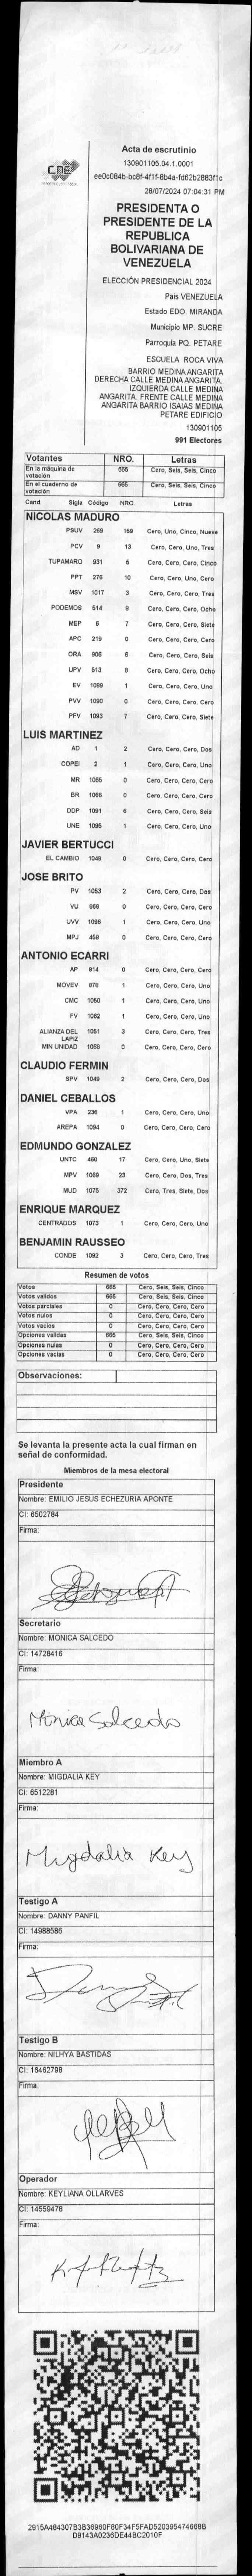 CNE
Acta de escrutinio
130901105.04.1.0001
ee0c084b-bc8f-4f1f-8b4a-fd62b2883f1c
28/07/2024 07:04:31 PM
PRESIDENTA O
PRESIDENTE DE LA
REPUBLICA
BOLIVARIANA DE
VENEZUELA
ELECCIÓN PRESIDENCIAL 2024
Pais VENEZUELA
Estado EDO. MIRANDA
Municipio MP. SUCRE
Parroquia PQ. PETARE
ESCUELA ROCA VIVA
BARRIO MEDINA ANGARITA
DERECHA CALLE MEDINA ANGARITA.
IZQUIERDA CALLE MEDINA
ANGARITA. FRENTE CALLE MEDINA
ANGARITA BARRIO ISAIAS MEDINA
PETARE EDIFICIO
130901105
991 Electores
Votantes NRO. Letras
En la máquina de votación 665 Cero, Seis, Seis, Cinco
En el cuaderno de votación 665 Cero, Seis, Seis, Cinco
Cand. Sigla Código NRO. Letras
NICOLAS MADURO
PSUV 269 159 Cero, Uno, Cinco, Nueve
PCV 9 13 Cero, Cero, Uno, Tres
TUPAMARO 931 5 Cero, Cero, Cero, Cinco
PPT 278 10 Cero, Cero, Uno, Cero
MSV 1017 3 Cero, Cero, Cero, Tres
PODEMOS 514 8 Cero, Cero, Cero, Ocho
MEP 6 7 Cero, Cero, Cero, Siete
APC 219 0 Cero, Cero, Cero, Cero
ORA 906 6 Cero, Cero, Cero, Seis
UPV 513 8 Cero, Cero, Cero, Ocho
EV 1089 1 Cero, Cero, Cero, Uno
PVV 1090 0 Cero, Cero, Cero, Cero
PFV 1093 7 Cero, Cero, Cero, Siete
LUIS MARTINEZ
AD 1 2 Cero, Cero, Cero, Dos
COPEI 2 1 Cero, Cero, Cero, Uno
MR 1065 0 Cero, Cero, Cero, Cero
BR 1066 0 Cero, Cero, Cero, Cero
DDP 1091 6 Cero, Cero, Cero, Seis
UNE 1095 1 Cero, Cero, Cero, Uno
JAVIER BERTUCCI
EL CAMBIO 1048 0 Cero, Cero, Cero, Cero
JOSE BRITO
PV 1053 2 Cero, Cero, Cero, Dos
VU 868 0 Cero, Cero, Cero, Cero
UVV 1096 1 Cero, Cero, Cero, Uno
MPJ 458 0 Cero, Cero, Cero, Cero
ANTONIO ECARRI
AP 914 0 Cero, Cero, Cero, Cero
MOVEV 878 1 Cero, Cero, Cero, Uno
CMC 1050 1 Cero, Cero, Cero, Uno
FV 1062 1 Cero, Cero, Cero, Uno
ALIANZA DEL LAPIZ 1051 3 Cero, Cero, Cero, Tres
MIN UNIDAD 1068 0 Cero, Cero, Cero, Cero
CLAUDIO FERMIN
SPV 1049 2 Cero, Cero, Cero, Dos
DANIEL CEBALLOS
VPA 236 1 Cero, Cero, Cero, Uno
AREPA 1094 0 Cero, Cero, Cero, Cero
EDMUNDO GONZALEZ
UNTC 460 17 Cero, Cero, Uno, Siete
MPV 1069 23 Cero, Cero, Dos, Tres
MUD 1075 372 Cero, Tres, Siete, Dos
ENRIQUE MARQUEZ
CENTRADOS 1073 1 Cero, Cero, Cero, Uno
BENJAMIN RAUSSEO
CONDE 1092 3 Cero, Cero, Cero, Tres
Resumen de votos
Votos 665 Cero, Seis, Seis, Cinco
Votos validos 665 Cero, Seis, Seis, Cinco
Votos parciales 0 Cero, Cero, Cero, Cero
Votos nulos 0 Cero, Cero, Cero, Cero
Votos vacios 0 Cero, Cero, Cero, Cero
Opciones validas 665 Cero, Seis, Seis, Cinco
Opciones nulas 0 Cero, Cero, Cero, Cero
Opciones vacias 0 Cero, Cero, Cero, Cero
Observaciones:
Se levanta la presente acta la cual firman en
señal de conformidad.
Miembros de la mesa electoral
Presidente
Nombre: EMILIO JESUS ECHEZURIA APONTE
CI: 6502784
Firma:
Secretario
Nombre: MONICA SALCEDO
CI: 14728416
Firma:
Monica Salcedo
Miembro A
Nombre: MIGDALIA KEY
CI: 6512281
Firma:
Migdalia Key
Testigo A
Nombre: DANNY PANFIL
CI: 14988586
Firma:
Testigo B
Nombre: NILHYA BASTIDAS
CI: 16462798
Firma:
Operador
Nombre: KEYLIANA OLLARVES
CI: 14559478
Firma:
2915A484307B3B36960F80F34F5FAD520395474668B
D9143A0236DE44BC2010F